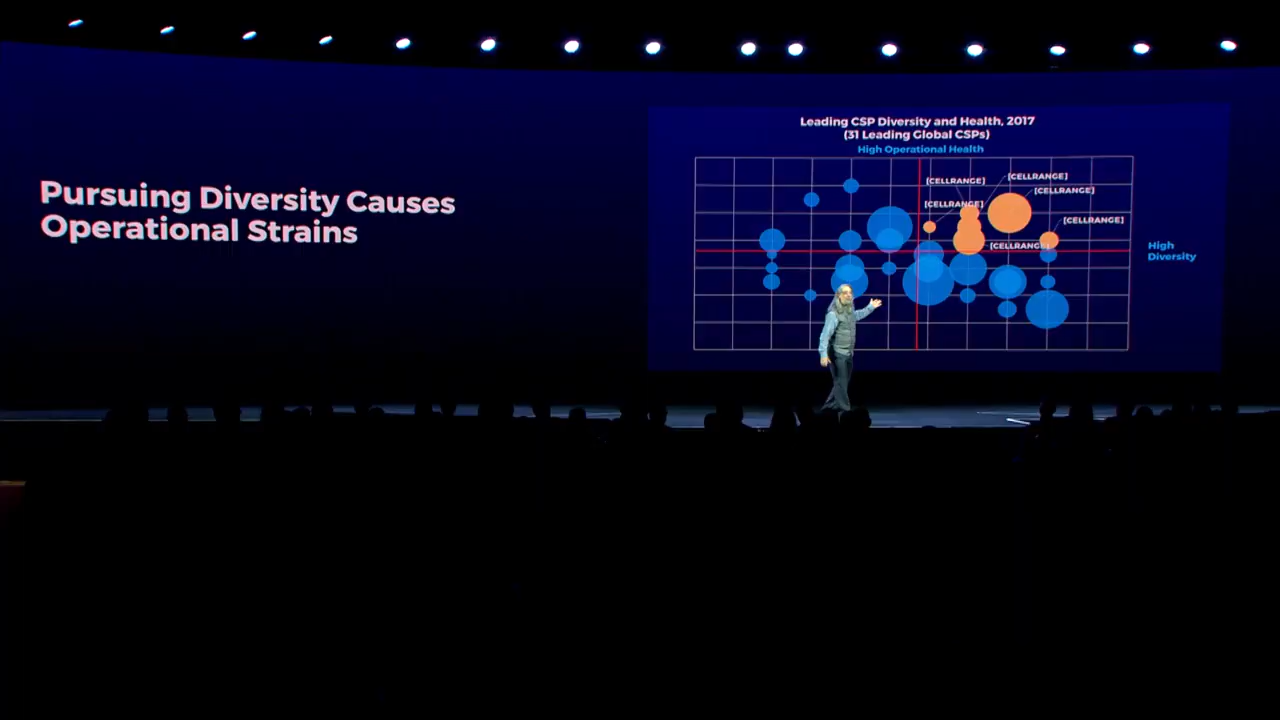 Pursuing Diversity Causes
Operational Strains
Leading CSP Diversity and Health, 2017
(31 Leading Global CSPs)
High Operational Health
[CELLRANGE]
[CELLRANGE]
[CELLRANGE]
[CELLRANGE]
[CELLRANGE]
[CELLRANGE]
High
Diversity